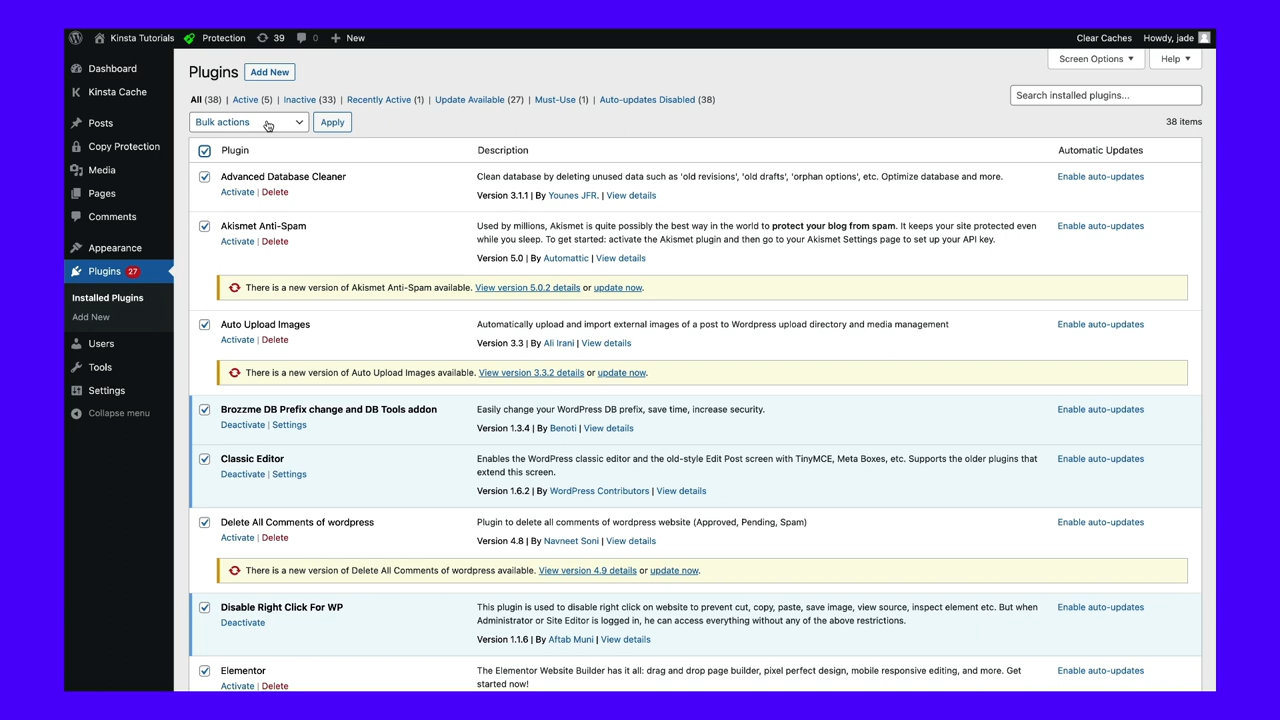 Kinsta Tutorials Protection 39 0 New Clear Caches Howdy, jade
Screen Options Help
Dashboard
Kinsta Cache
Posts
Copy Protection
Media
Pages
Comments
Appearance
Plugins 27
Installed Plugins
Add New
Users
Tools
Settings
Collapse menu
Plugins Add New
All (38) | Active (5) | Inactive (33) | Recently Active (1) | Update Available (27) | Must-Use (1) | Auto-updates Disabled (38)
Search installed plugins...
Bulk actions Apply 38 items
Plugin Description Automatic Updates
Advanced Database Cleaner
Activate | Delete
Clean database by deleting unused data such as 'old revisions', 'old drafts', 'orphan options', etc. Optimize database and more.
Version 3.1.1 | By Younes JFR. | View details
Enable auto-updates
Akismet Anti-Spam
Activate | Delete
Used by millions, Akismet is quite possibly the best way in the world to protect your blog from spam. It keeps your site protected even
while you sleep. To get started: activate the Akismet plugin and then go to your Akismet Settings page to set up your API key.
Version 5.0 | By Automattic | View details
Enable auto-updates
There is a new version of Akismet Anti-Spam available. View version 5.0.2 details or update now.
Auto Upload Images
Activate | Delete
Automatically upload and import external images of a post to Wordpress upload directory and media management
Version 3.3 | By Ali Irani | View details
Enable auto-updates
There is a new version of Auto Upload Images available. View version 3.3.2 details or update now.
Brozzme DB Prefix change and DB Tools addon
Deactivate | Settings
Easily change your WordPress DB prefix, save time, increase security.
Version 1.3.4 | By Benoti | View details
Enable auto-updates
Classic Editor
Deactivate | Settings
Enables the WordPress classic editor and the old-style Edit Post screen with TinyMCE, Meta Boxes, etc. Supports the older plugins that
extend this screen.
Version 1.6.2 | By WordPress Contributors | View details
Enable auto-updates
Delete All Comments of wordpress
Activate | Delete
Plugin to delete all comments of wordpress website (Approved, Pending, Spam)
Version 4.8 | By Navneet Soni | View details
Enable auto-updates
There is a new version of Delete All Comments of wordpress available. View version 4.9 details or update now.
Disable Right Click For WP
Deactivate
This plugin is used to disable right click on website to prevent cut, copy, paste, save image, view source, inspect element etc. But when
Administrator or Site Editor is logged in, he can access everything without any of the above restrictions.
Version 1.1.6 | By Aftab Muni | View details
Enable auto-updates
Elementor
Activate | Delete
The Elementor Website Builder has it all: drag and drop page builder, pixel perfect design, mobile responsive editing, and more. Get
started now!
Enable auto-updates